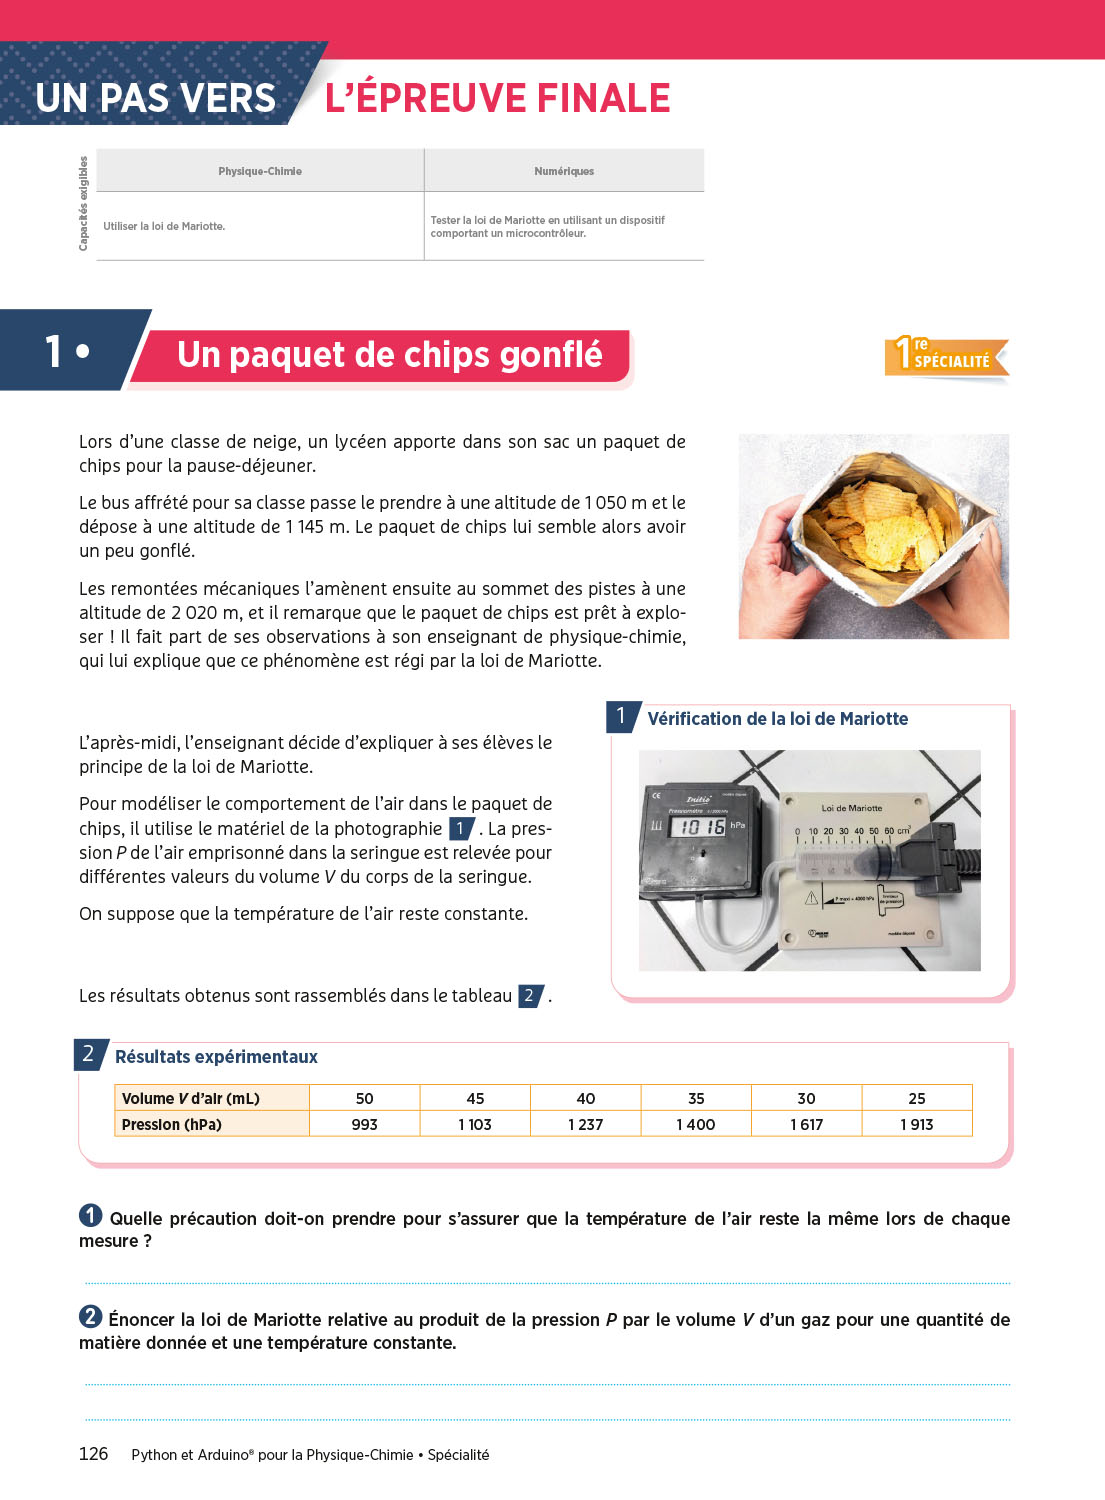 UN PAS VERS L'ÉPREUVE FINALE
Capacités exigibles
Physique-Chimie
Numériques
Utiliser la loi de Mariotte.
Tester la loi de Mariotte en utilisant un dispositif
comportant un microcontrôleur.
1 • Un paquet de chips gonflé
1re SPÉCIALITÉ
Lors d'une classe de neige, un lycéen apporte dans son sac un paquet de
chips pour la pause-déjeuner.
Le bus affrété pour sa classe passe le prendre à une altitude de 1 050 m et le
dépose à une altitude de 1 145 m. Le paquet de chips lui semble alors avoir
un peu gonflé.
Les remontées mécaniques l'amènent ensuite au sommet des pistes à une
altitude de 2 020 m, et il remarque que le paquet de chips est prêt à explo-
ser ! Il fait part de ses observations à son enseignant de physique-chimie,
qui lui explique que ce phénomène est régi par la loi de Mariotte.
L'après-midi, l'enseignant décide d'expliquer à ses élèves le
principe de la loi de Mariotte.
Pour modéliser le comportement de l'air dans le paquet de
chips, il utilise le matériel de la photographie 1 . La pres-
sion P de l'air emprisonné dans la seringue est relevée pour
différentes valeurs du volume V du corps de la seringue.
On suppose que la température de l'air reste constante.
Les résultats obtenus sont rassemblés dans le tableau 2 .
1 Vérification de la loi de Mariotte
Initio
Pressiomètre
1016 hPa
Loi de Mariotte
0 10 20 30 40 50 60 cm³
P maxi = 4000 hPa
modèle déposé
2 Résultats expérimentaux
Volume V d'air (mL) 50 45 40 35 30 25
Pression (hPa) 993 1 103 1 237 1 400 1 617 1 913
1 Quelle précaution doit-on prendre pour s'assurer que la température de l'air reste la même lors de chaque
mesure ?
2 Énoncer la loi de Mariotte relative au produit de la pression P par le volume V d'un gaz pour une quantité de
matière donnée et une température constante.
126 Python et Arduino® pour la Physique-Chimie • Spécialité